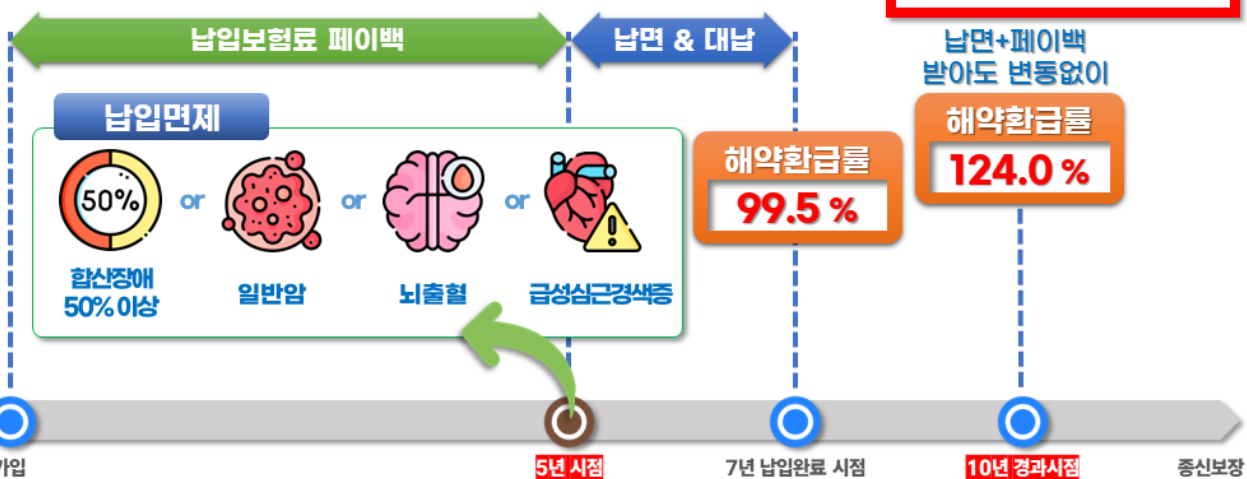 납입보험료 페이백
납면 & 대납
납면+페이백
받아도 변동없이
납입면제
해약환급률
124.0 %
해약환급률
99.5 %
50%
or
or
or
합산장애
50% 이상
일반암
뇌출혈
급성심근경색증
가입
5년 시점
7년 납입완료 시점
10년 경과시점
종신보장